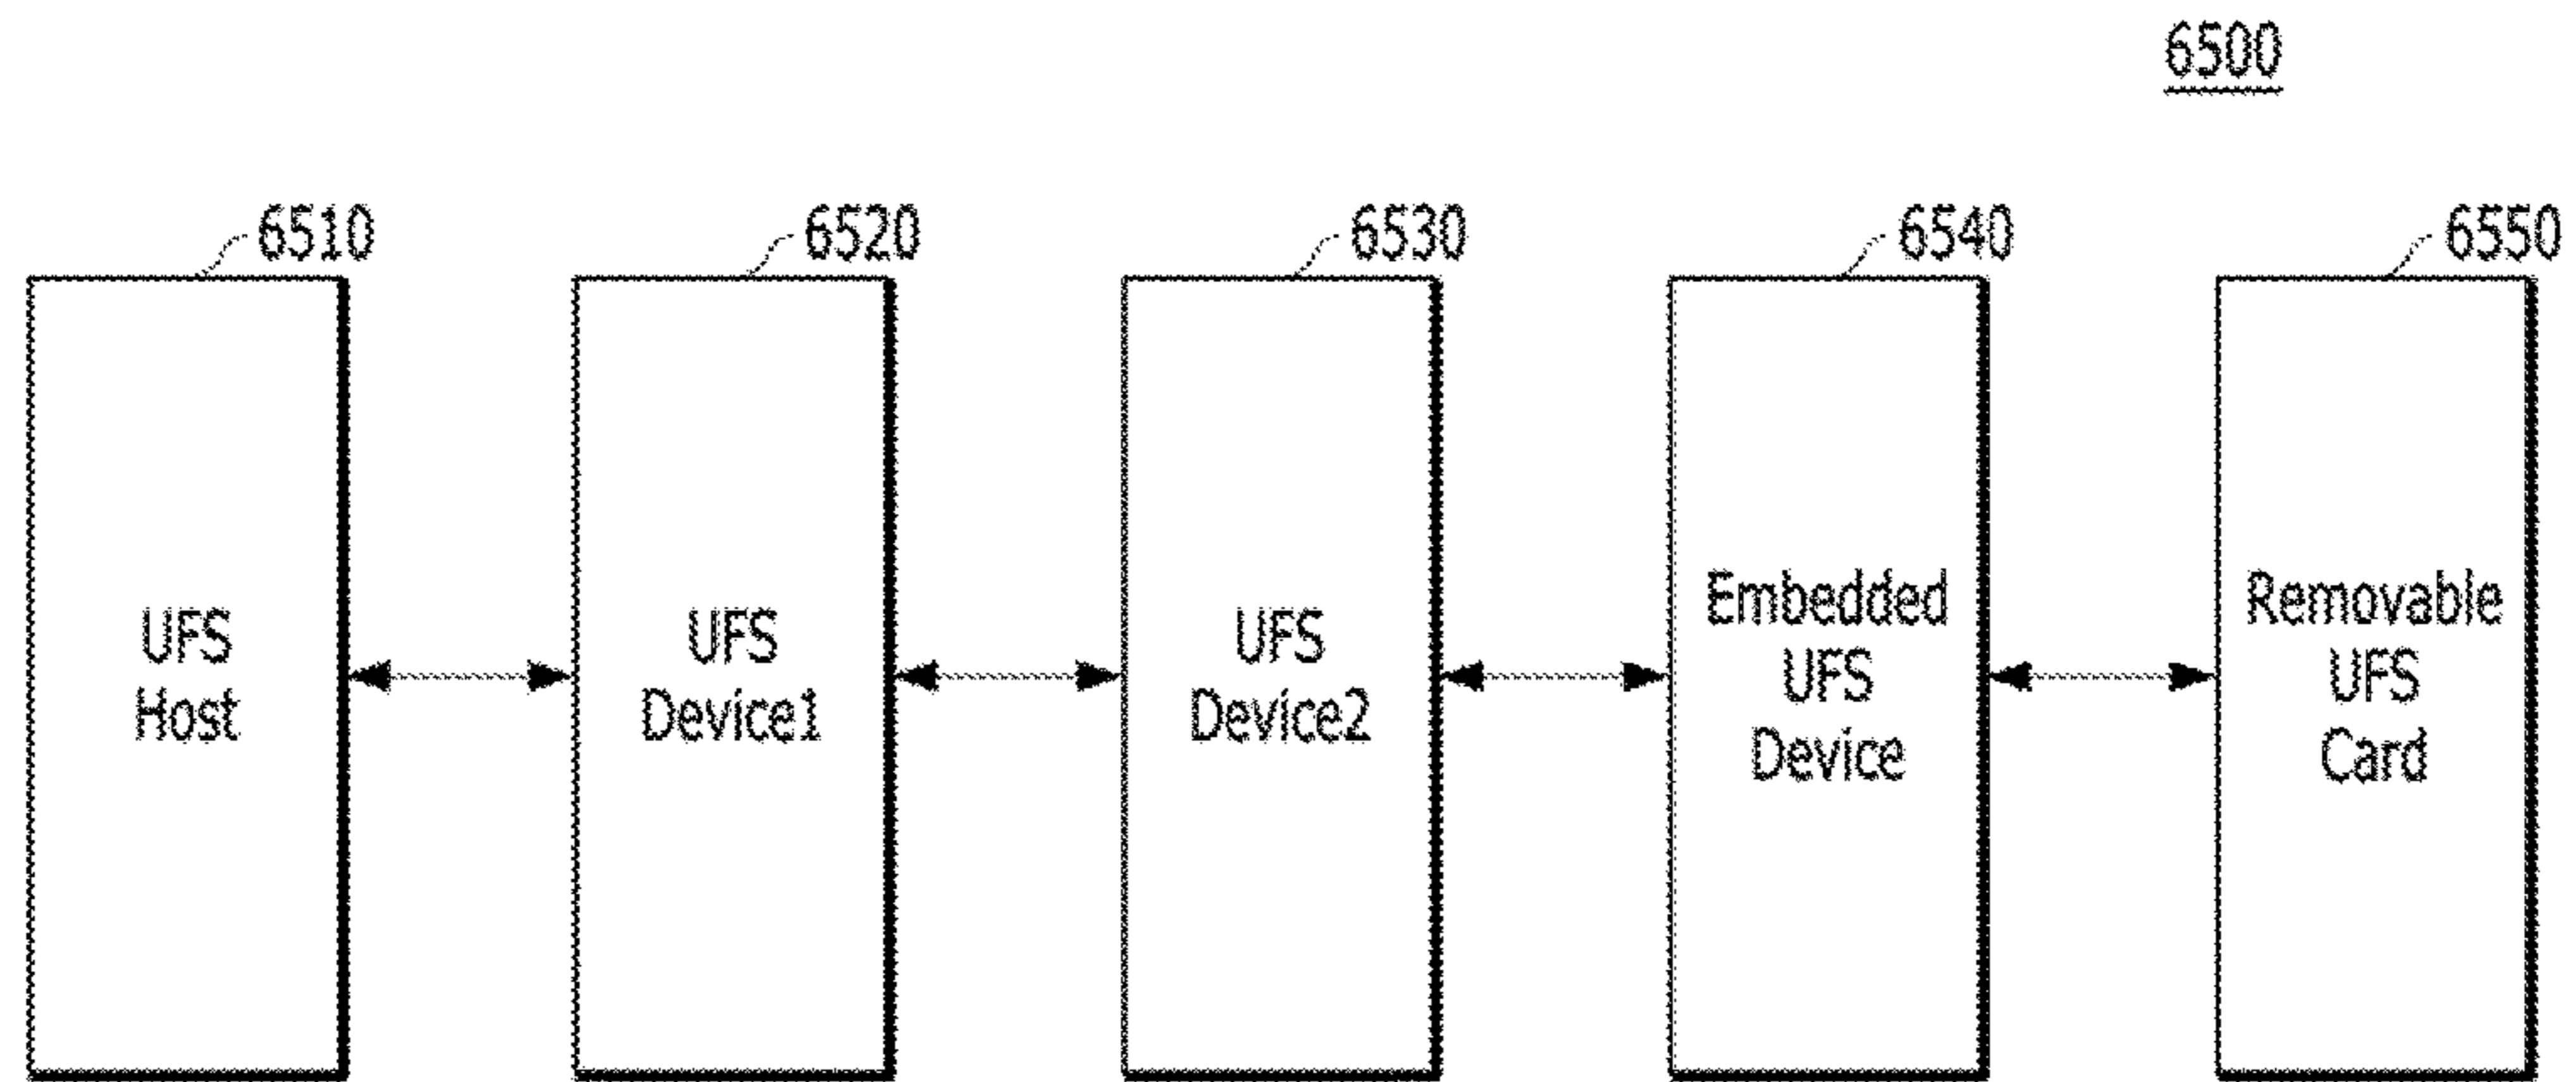 6500
6510
6520
6530
6540
6550
UFS
Host
UFS
Device1
UFS
Device2
Embedded
UFS
Device
Removable
UFS
Card